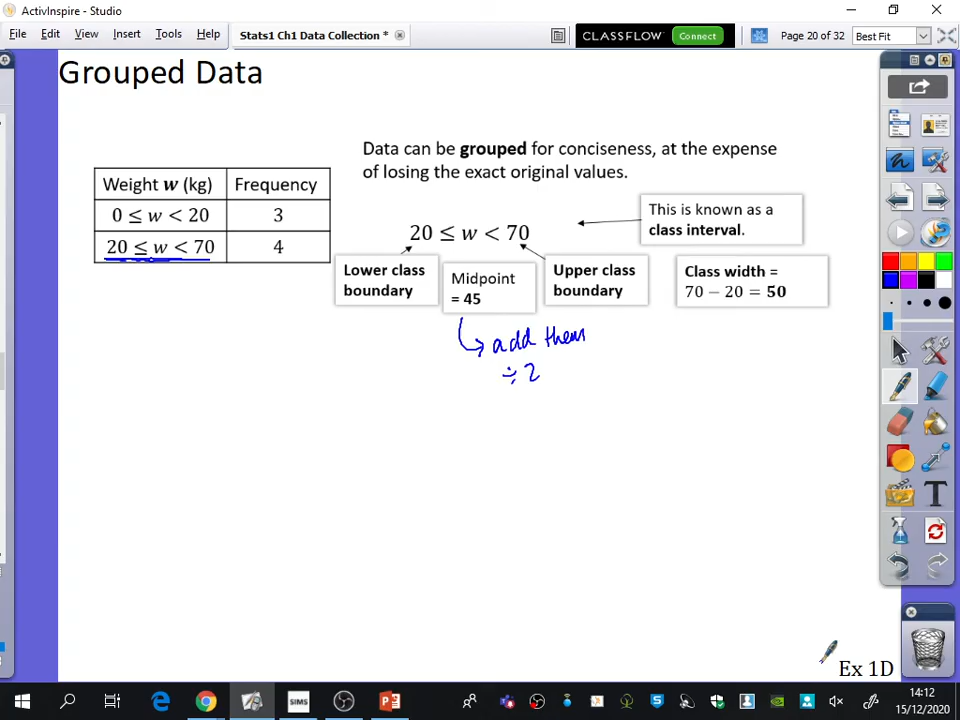 ActivInspire - Studio
File Edit View Insert Tools Help
Stats1 Ch1 Data Collection *
CLASSFLOW Connect
Page 20 of 32
Best Fit
Grouped Data
Data can be grouped for conciseness, at the expense
of losing the exact original values.
Weight w (kg) Frequency
0 ≤ w < 20 3
20 ≤ w < 70 4
20 ≤ w < 70
This is known as a
class interval.
Lower class
boundary
Midpoint
= 45
Upper class
boundary
Class width =
70 − 20 = 50
add them
÷ 2
Ex 1D
SIMS
14:12
15/12/2020